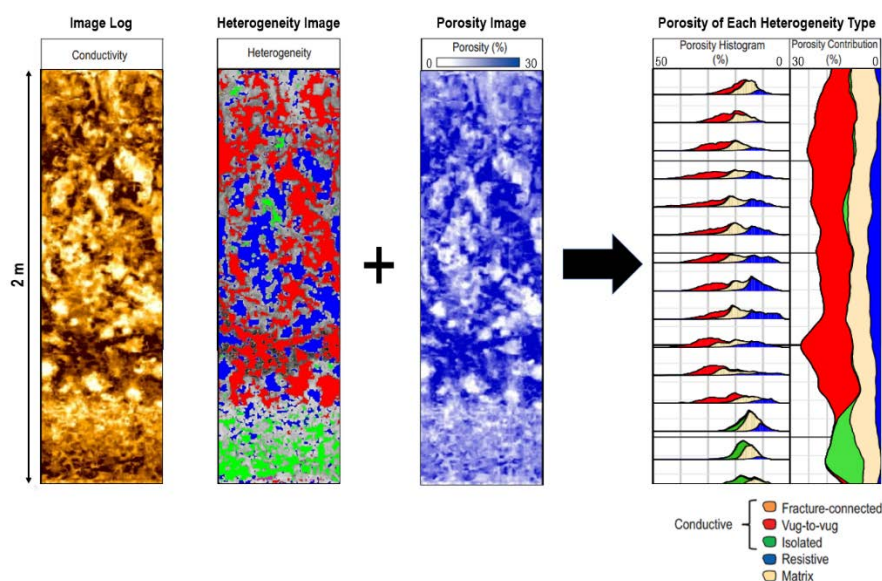 Image Log
Heterogeneity Image
Porosity Image
Porosity of Each Heterogeneity Type
Conductivity
Heterogeneity
Porosity (%)
0 30
Porosity Histogram
50 (%) 0
Porosity Contribution
30 (%) 0
2 m
+
Conductive
Fracture-connected
Vug-to-vug
Isolated
Resistive
Matrix